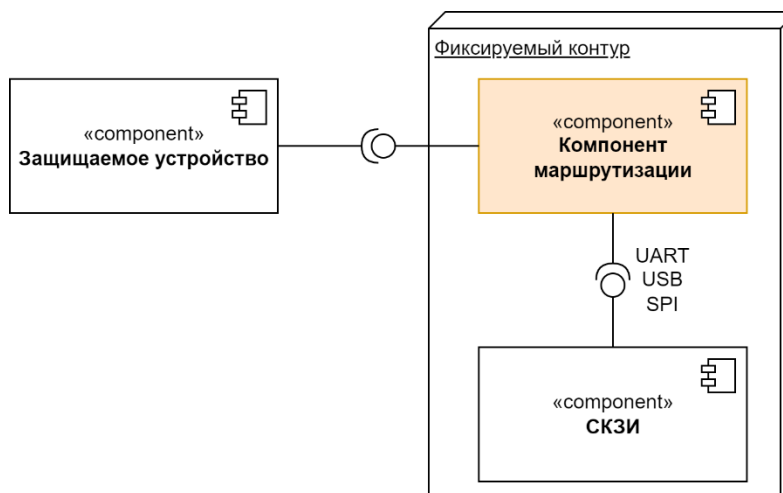 Фиксируемый контур
«component»
Защищаемое устройство
«component»
Компонент
маршрутизации
UART
USB
SPI
«component»
СКЗИ